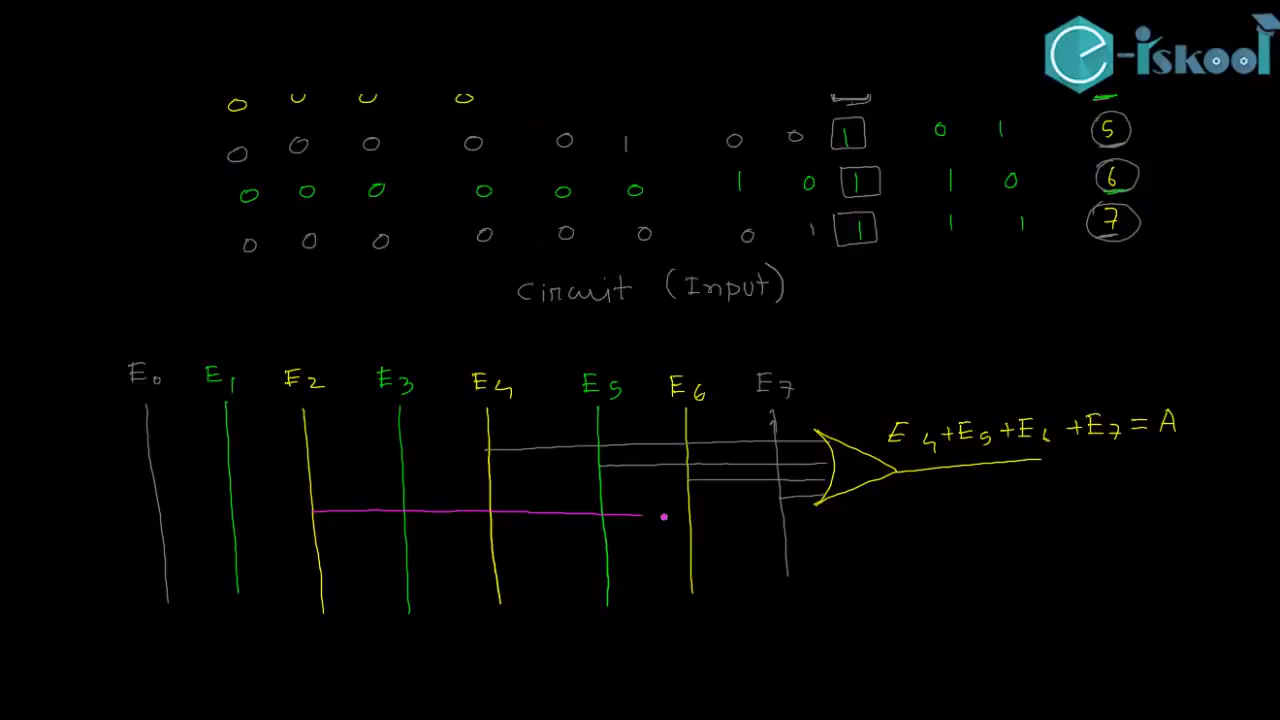 e-iskool
0 0 0 0
0 0 0 0 0 1 0 0 1 0 1 5
0 0 0 0 0 0 1 0 1 1 0 6
0 0 0 0 0 0 0 1 1 1 1 7
Circuit (Input)
E0 E1 E2 E3 E4 E5 E6 E7
E4+E5+E6+E7=A